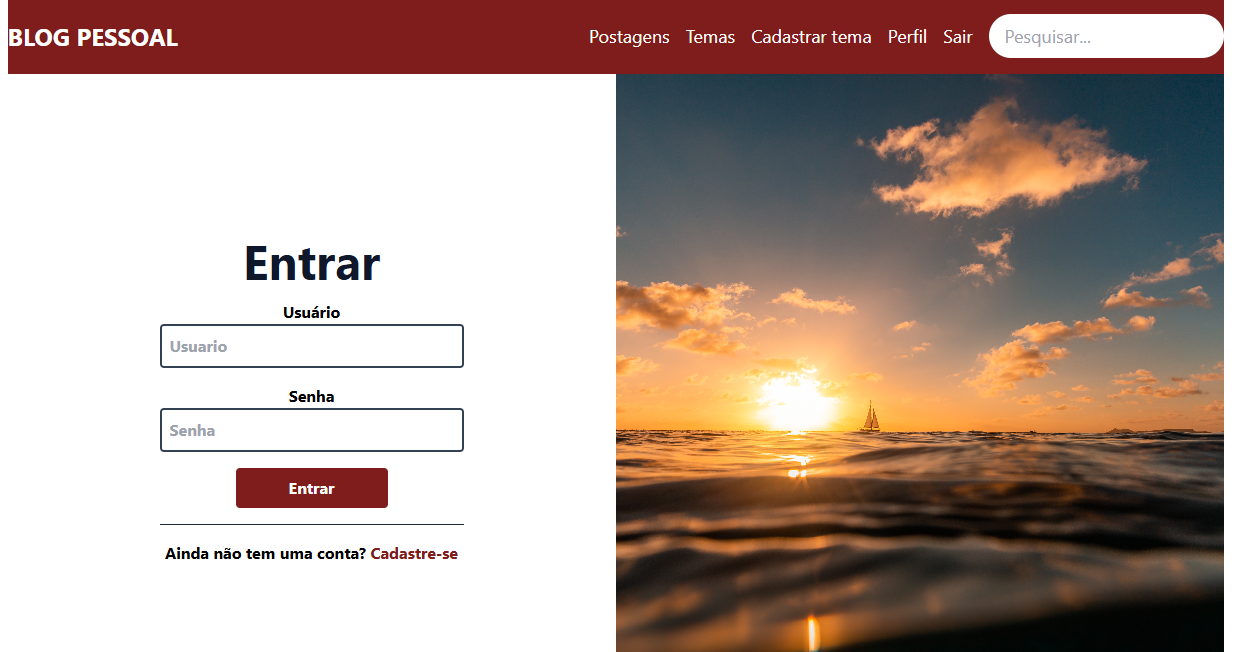 BLOG PESSOAL
Postagens Temas Cadastrar tema Perfil Sair Pesquisar...
Entrar
Usuário
Usuario
Senha
Senha
Entrar
Ainda não tem uma conta? Cadastre-se